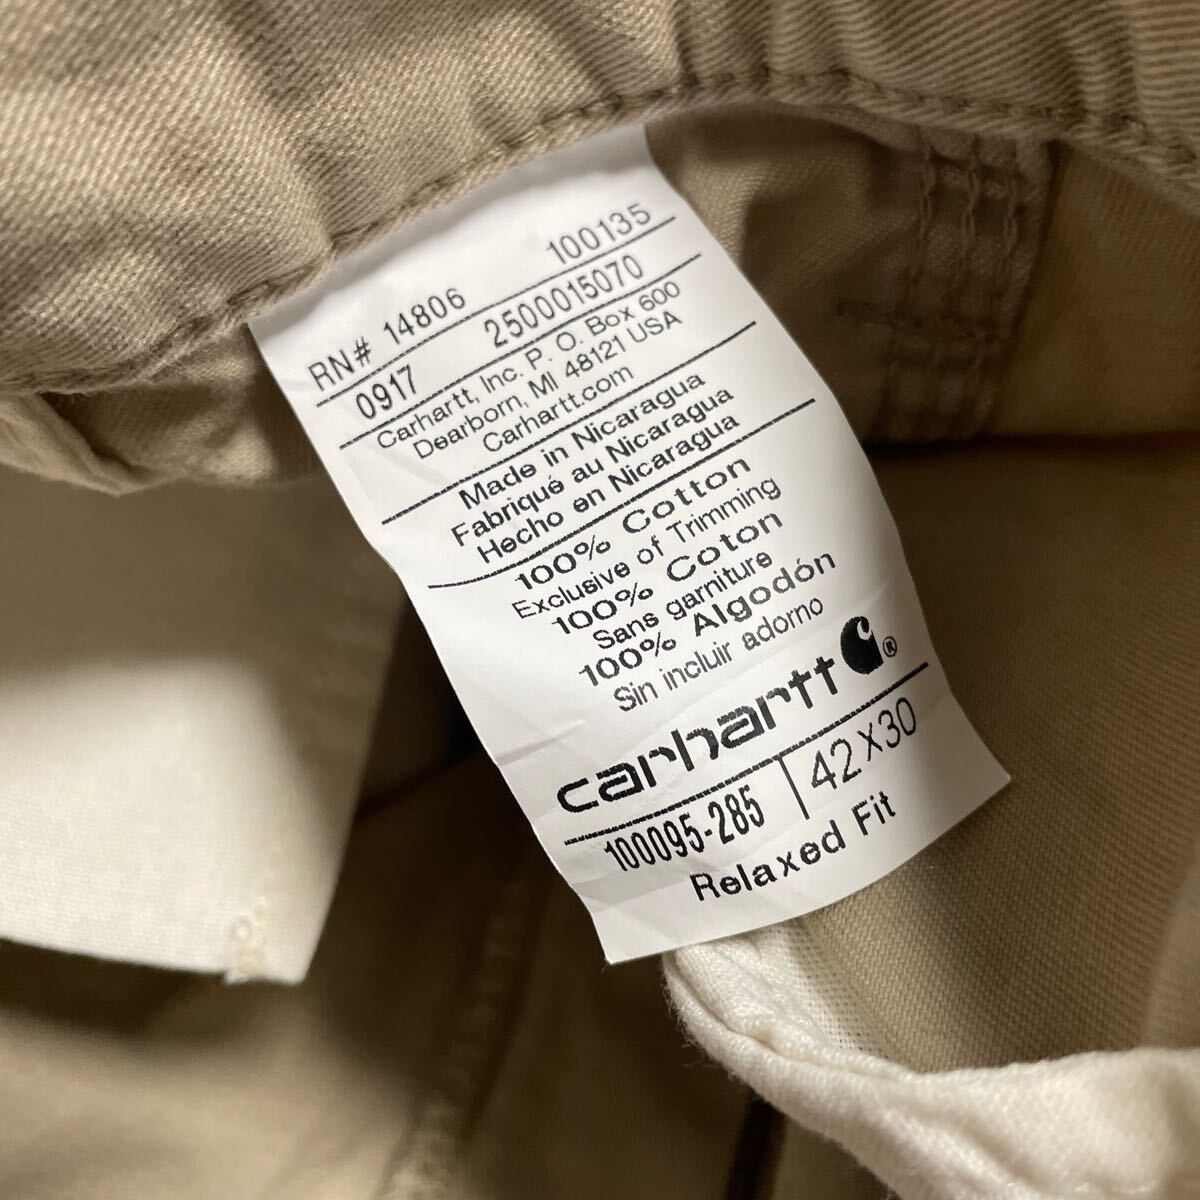 RN# 14806 100135
0917 2500015070
Carhartt, Inc. P. O. Box 600
Dearborn, MI 48121 USA
Carhartt.com
Made in Nicaragua
Fabriqué au Nicaragua
Hecho en Nicaragua
100% Cotton
Exclusive of Trimming
100% Coton
Sans garniture
100% Algodón
Sin incluir adorno
carhartt ®
100095-285 42X30
Relaxed Fit